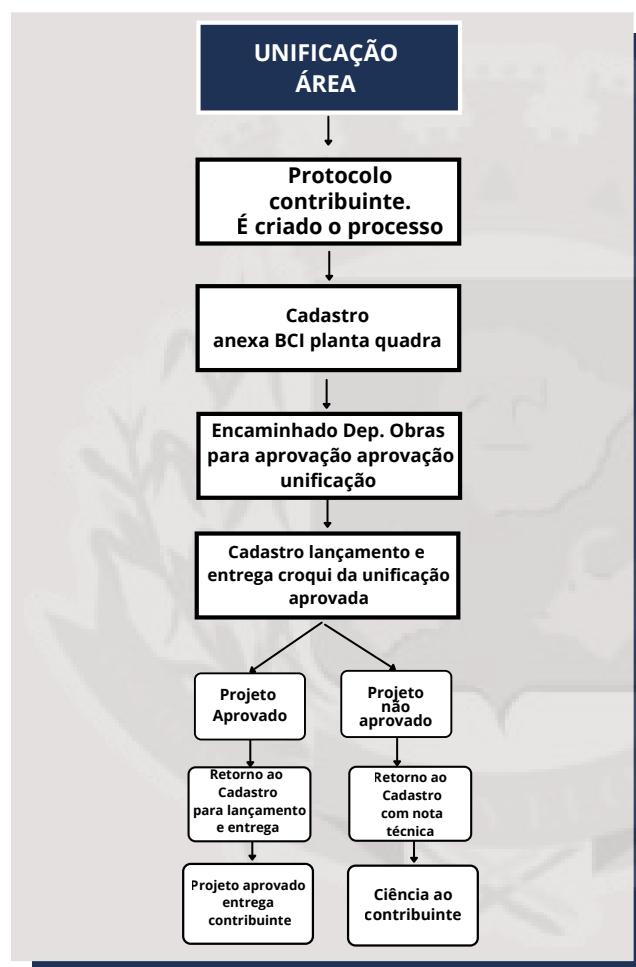 UNIFICAÇÃO
ÁREA
Protocolo
contribuinte.
É criado o processo
Cadastro
anexa BCI planta quadra
Encaminhado Dep. Obras
para aprovação aprovação
unificação
Cadastro lançamento e
entrega croqui da unificação
aprovada
Projeto
Aprovado
Projeto
não
aprovado
Retorno ao
Cadastro
para lançamento
e entrega
Retorno ao
Cadastro
com nota
técnica
Projeto aprovado
entrega
contribuinte
Ciência ao
contribuinte